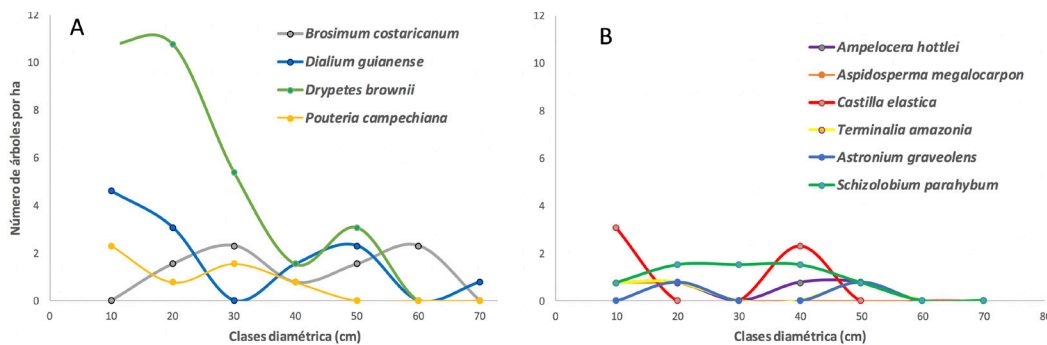 A
Brosimum costaricanum
Dialium guianense
Drypetes brownii
Pouteria campechiana
Número de árboles por ha
12
10
8
6
4
2
0
0 10 20 30 40 50 60 70
Clases diamétrica (cm)
B
Ampelocera hottlei
Aspidosperma megalocarpon
Castilla elastica
Terminalia amazonia
Astronium graveolens
Schizolobium parahybum
12
10
8
6
4
2
0
0 10 20 30 40 50 60 70 80
Clases diamétrica (cm)